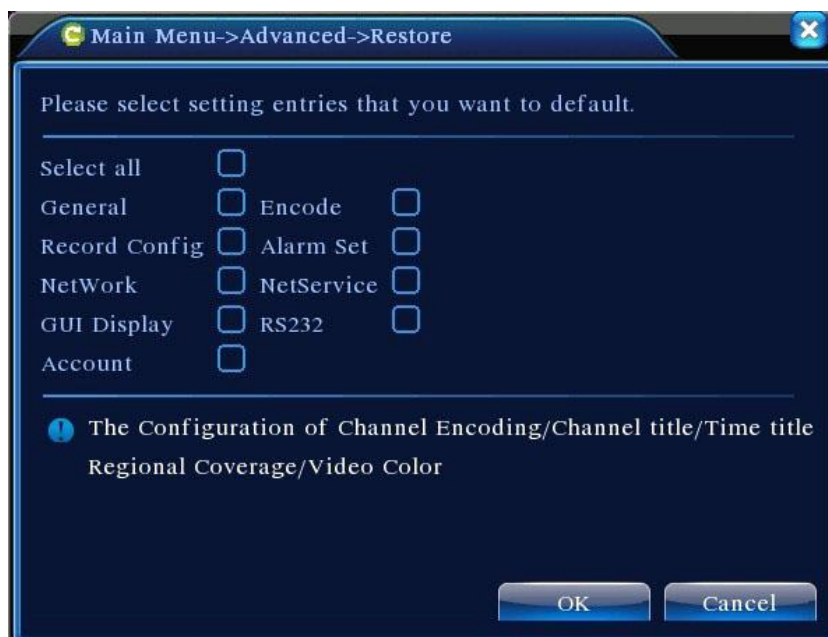 Main Menu->Advanced->Restore
Please select setting entries that you want to default.
Select all
General Encode
Record Config Alarm Set
NetWork NetService
GUI Display RS232
Account
The Configuration of Channel Encoding/Channel title/Time title
Regional Coverage/Video Color
OK Cancel